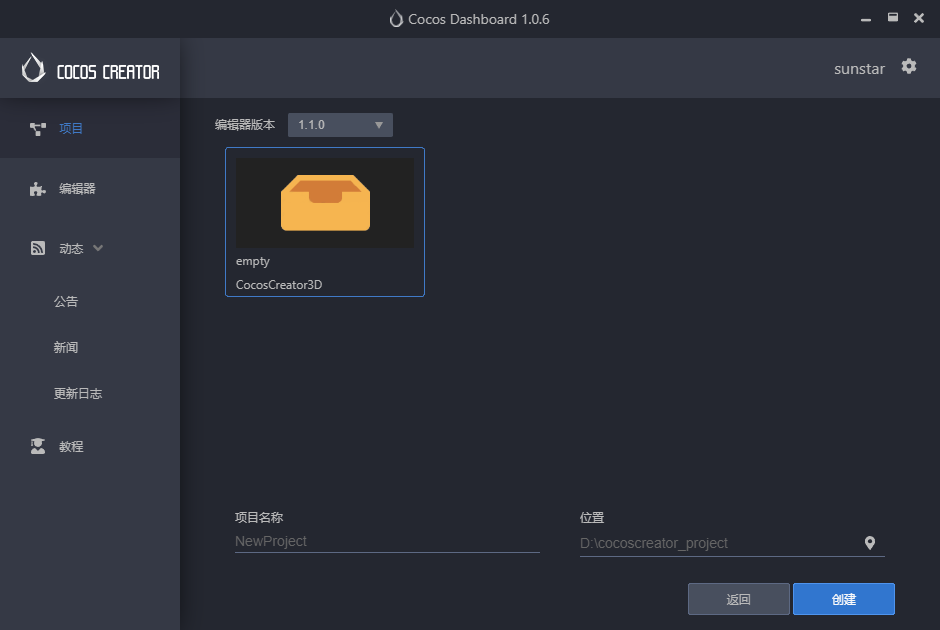 Cocos Dashboard 1.0.6
COCOS CREATOR
sunstar
项目
编辑器
动态
公告
新闻
更新日志
教程
编辑器版本 1.1.0
empty
CocosCreator3D
项目名称
NewProject
位置
D:\cocoscreator_project
返回
创建